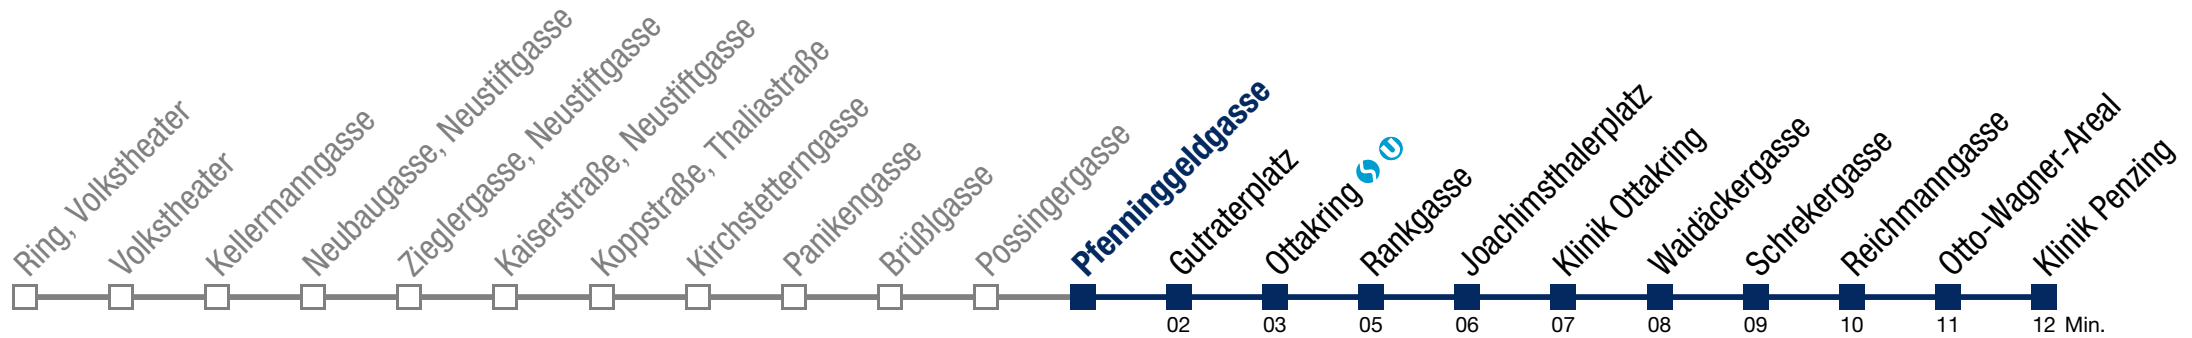 Ring, Volkstheater
Volkstheater
Kellermanngasse
Neubaugasse, Neustiftgasse
Zieglergasse, Neustiftgasse
Kaiserstraße, Neustiftgasse
Koppstraße, Thaliastraße
Kirchstetterngasse
Panikengasse
Brüßlgasse
Possingergasse
Pfenninggeldgasse
Gutraterplatz
Ottakring S U
Rankgasse
Joachimsthalerplatz
Klinik Ottakring
Waidäckergasse
Schrekergasse
Reichmanngasse
Otto-Wagner-Areal
Klinik Penzing
02 03 05 06 07 08 09 10 11 12 Min.